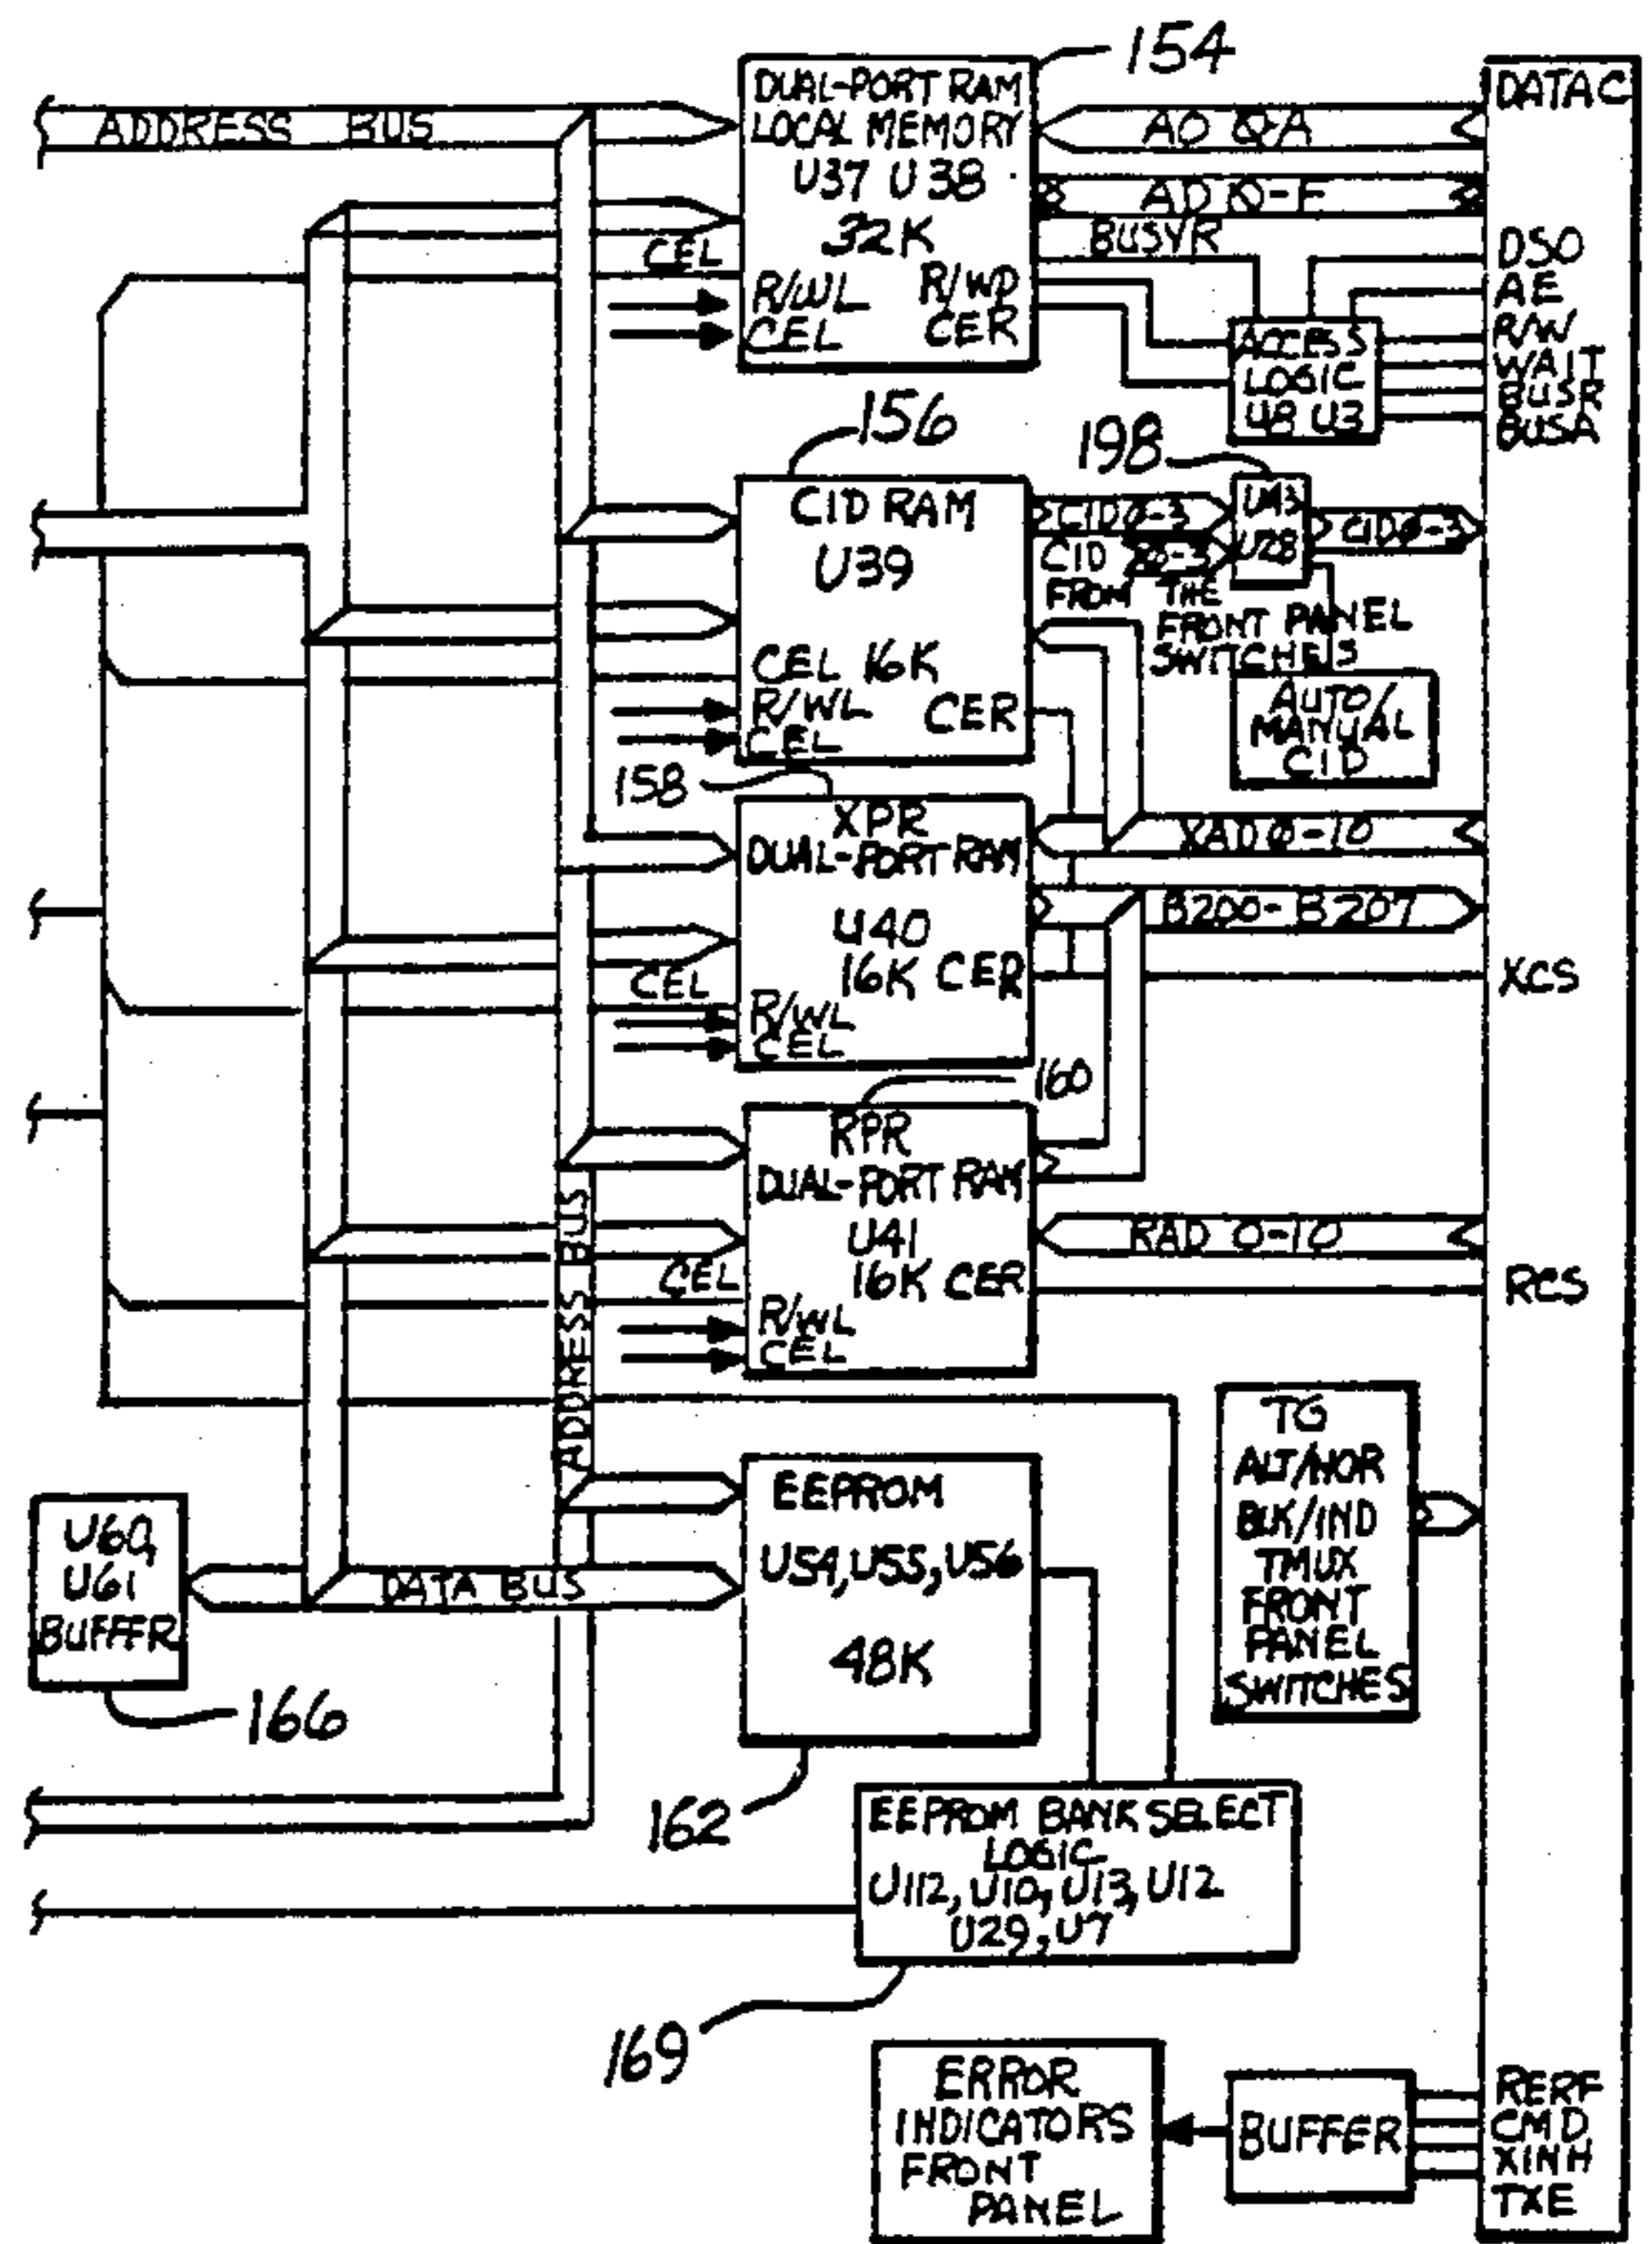 154
DUAL-PORT RAM
LOCAL MEMORY
U37 U38
32K
CEL
R/WL
CEL
R/WD
CER
ADDRESS BUS
A0 0-A
AD 0-F
BUSYR
DATAC
DSO
AE
R/W
WAIT
BUSR
BUSA
ACCESS
LOGIC
U8 U3
156
CID RAM
U39
CEL 16K
R/WL
CEL
CER
198
U43
U28
CID0-3
CID 0-3
FROM THE
FRONT PANEL
SWITCHES
CID0-3
AUTO/
MANUAL
CID
158
XPR
DUAL-PORT RAM
U40
16K CER
CEL
R/WL
CEL
XAD0-10
B200-B207
XCS
160
RPR
DUAL-PORT RAM
U41
16K CER
CEL
R/WL
CEL
RAD 0-10
RCS
ADDRESS BUS
TG
ALT/NOR
BLK/IND
TMUX
FRONT
PANEL
SWITCHES
EEPROM
U54, U55, U56
48K
U60,
U61
BUFFER
DATA BUS
166
162
EEPROM BANK SELECT
LOGIC
U112, U10, U13, U12
U29, U7
169
ERROR
INDICATORS
FRONT
PANEL
BUFFER
RERF
CMD
XINH
TXE